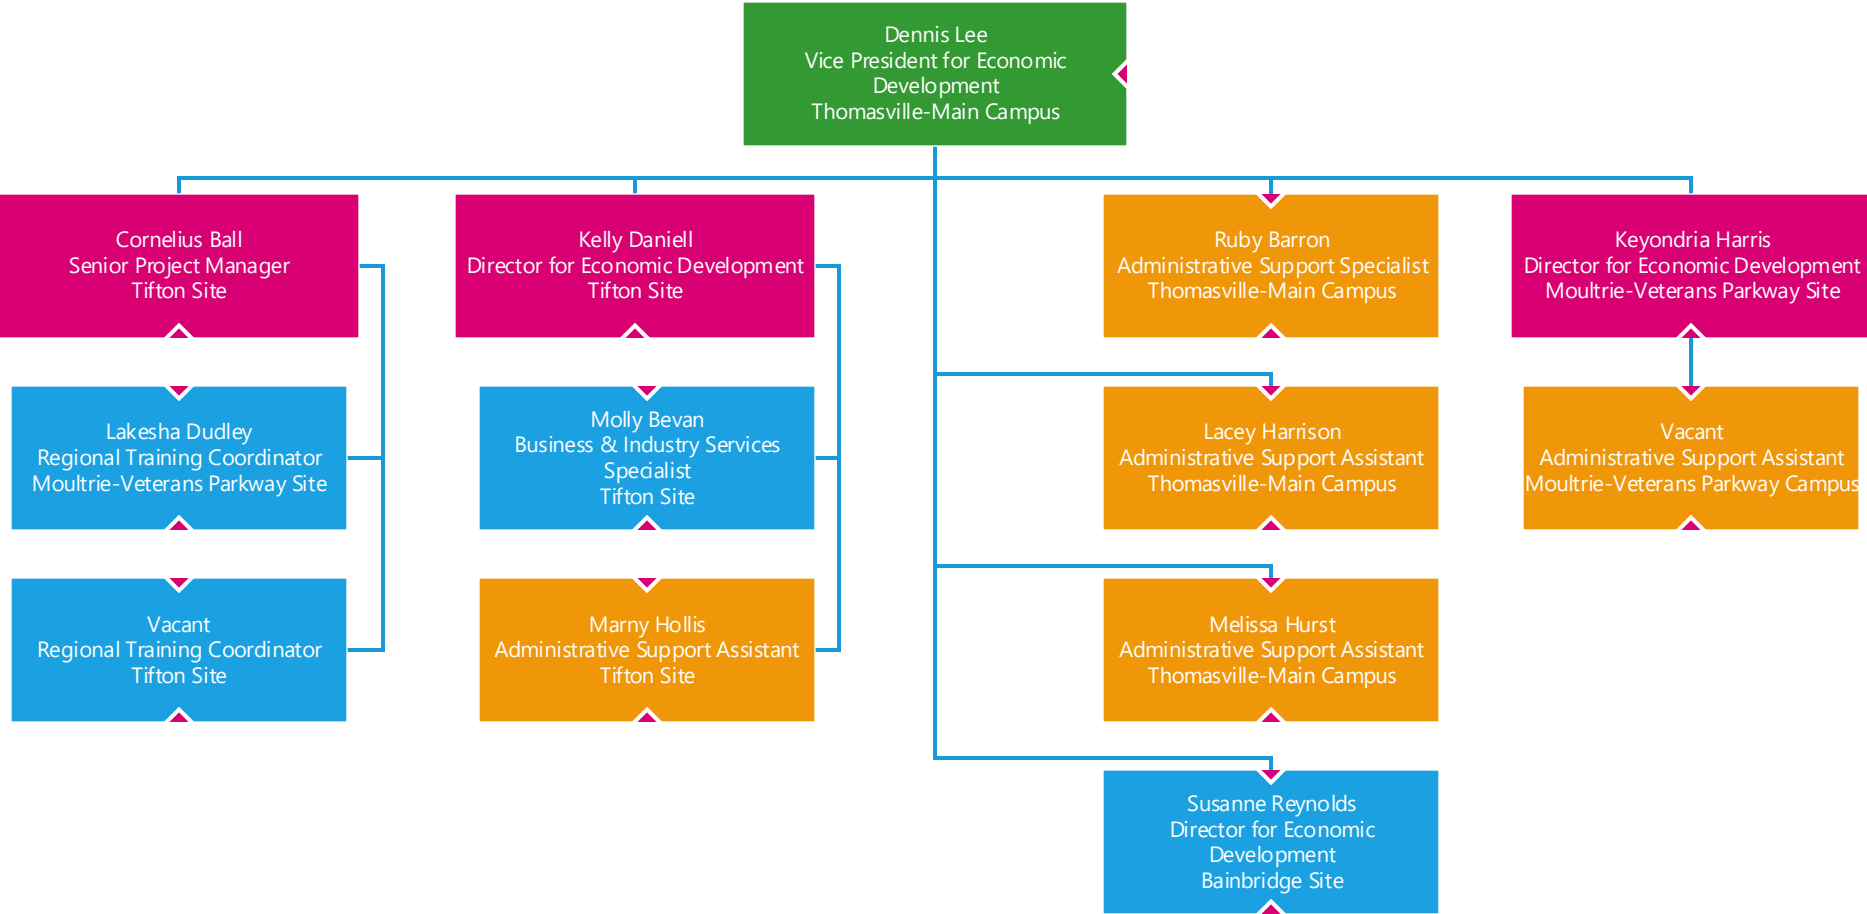 Dennis Lee
Vice President for Economic
Development
Thomasville-Main Campus
Cornelius Ball
Senior Project Manager
Tifton Site
Kelly Daniell
Director for Economic Development
Tifton Site
Ruby Barron
Administrative Support Specialist
Thomasville-Main Campus
Keyondria Harris
Director for Economic Development
Moultrie-Veterans Parkway Site
Lakesha Dudley
Regional Training Coordinator
Moultrie-Veterans Parkway Site
Molly Bevan
Business & Industry Services
Specialist
Tifton Site
Lacey Harrison
Administrative Support Assistant
Thomasville-Main Campus
Vacant
Administrative Support Assistant
Moultrie-Veterans Parkway Campus
Vacant
Regional Training Coordinator
Tifton Site
Marny Hollis
Administrative Support Assistant
Tifton Site
Melissa Hurst
Administrative Support Assistant
Thomasville-Main Campus
Susanne Reynolds
Director for Economic
Development
Bainbridge Site